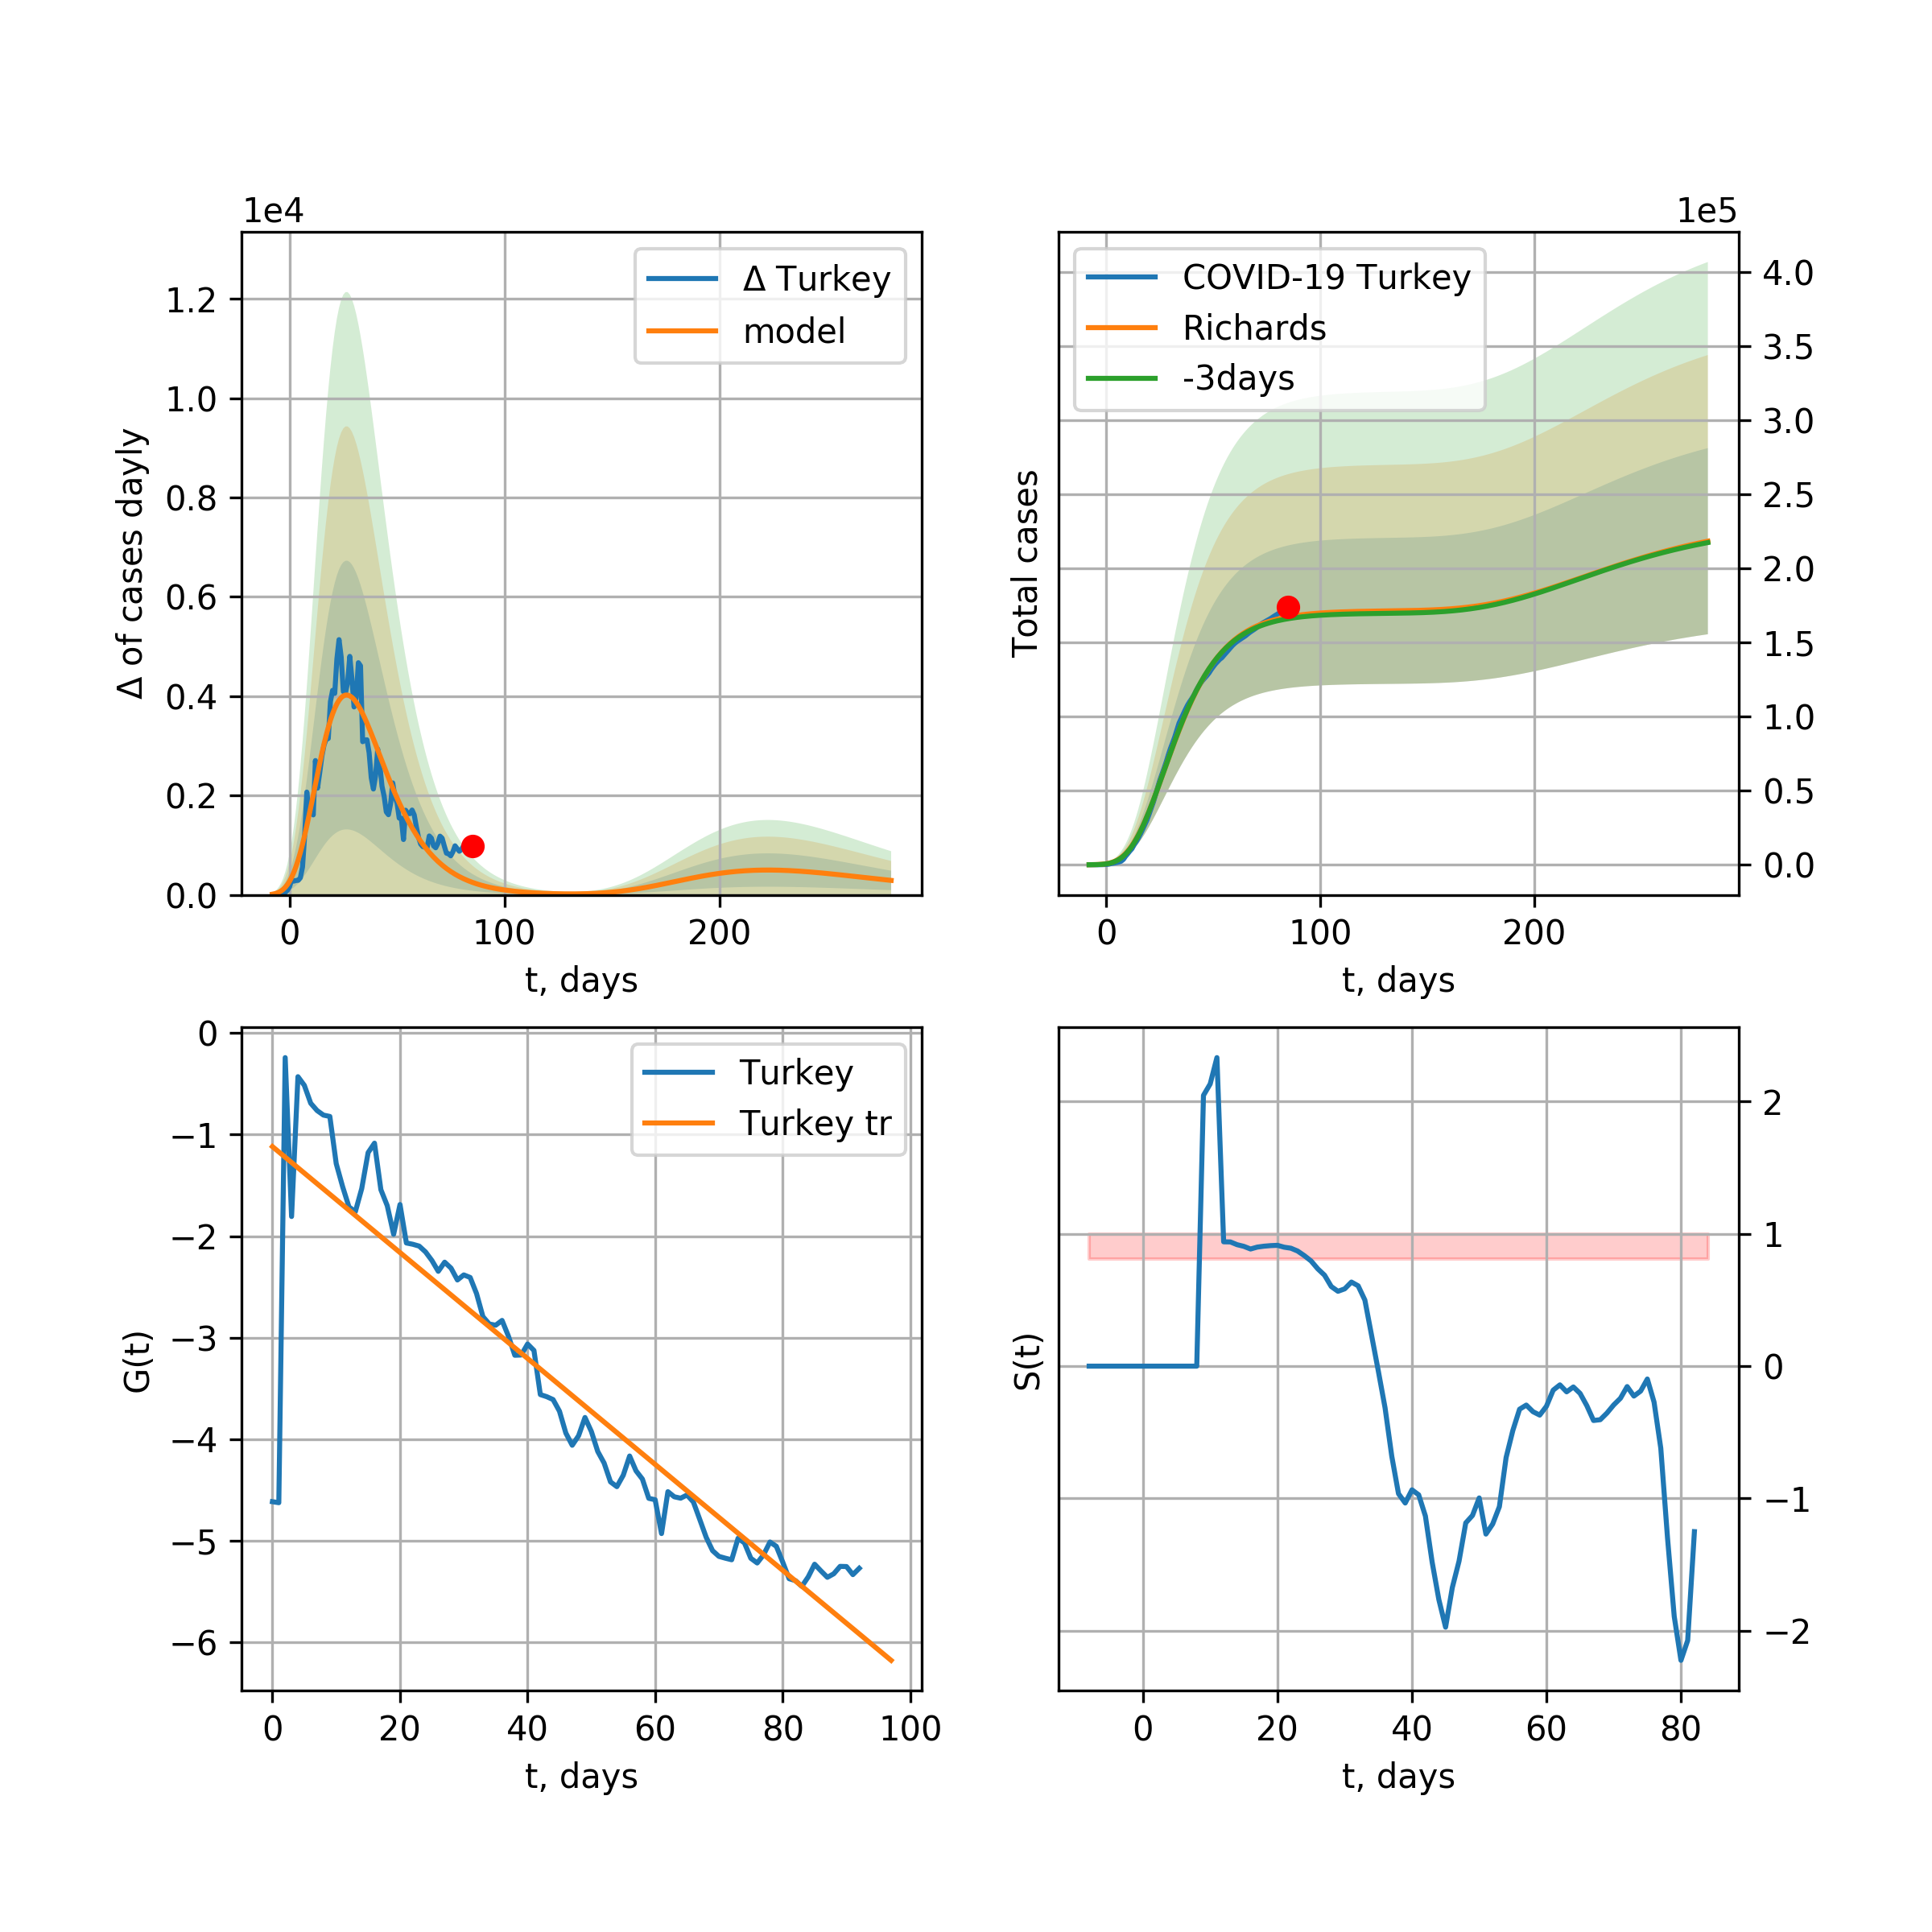 1e4
Δ of cases dayly
1.2
1.0
0.8
0.6
0.4
0.2
0.0
Δ Turkey
model
0 100 200
t, days
1e5
Total cases
COVID-19 Turkey
Richards
-3days
4.0
3.5
3.0
2.5
2.0
1.5
1.0
0.5
0.0
0 100 200
t, days
G(t)
0
−1
−2
−3
−4
−5
−6
Turkey
Turkey tr
0 20 40 60 80 100
t, days
S(t)
2
1
0
−1
−2
0 20 40 60 80
t, days